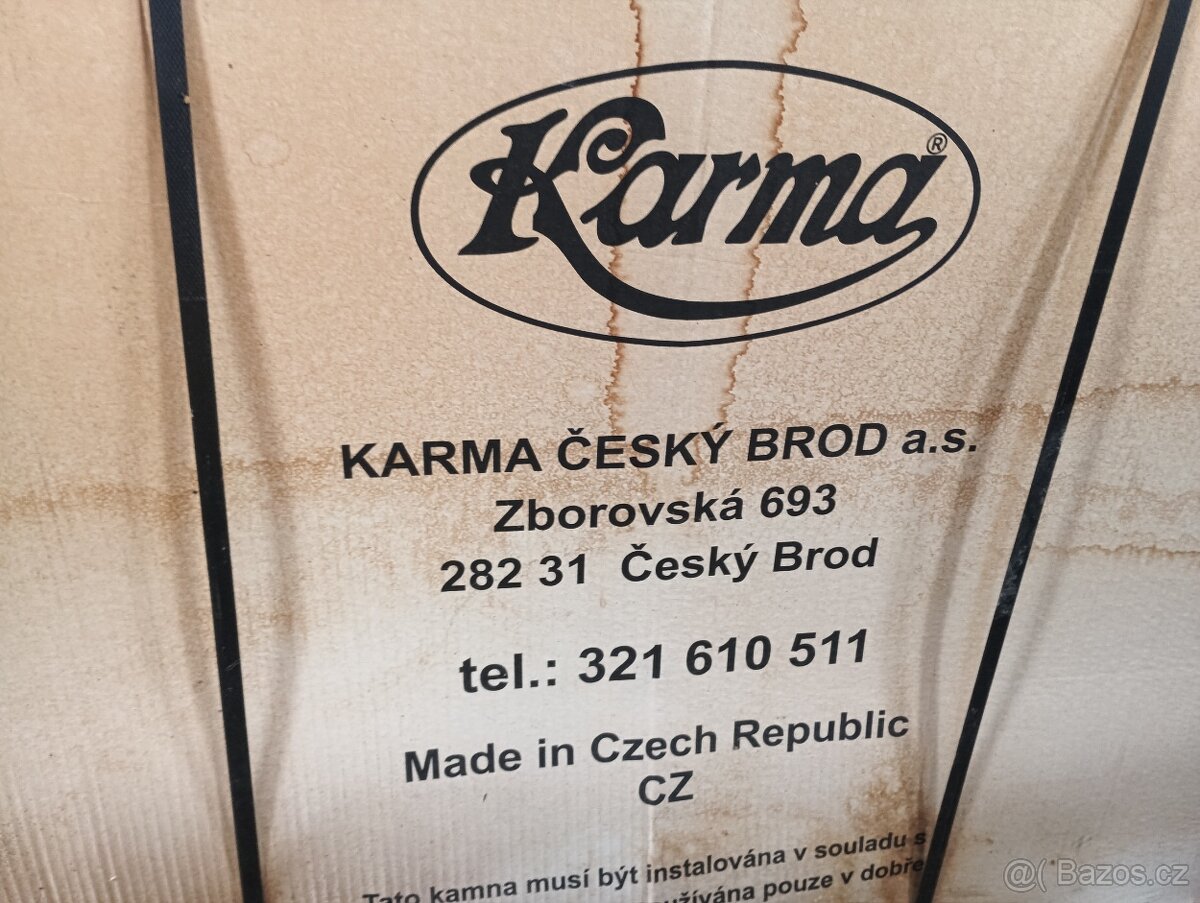 Karma®
KARMA ČESKÝ BROD a.s.
Zborovská 693
282 31 Český Brod
tel.: 321 610 511
Made in Czech Republic
CZ
Tato kamna musí být instalována v souladu s
používána pouze v dobře
@( Bazos.cz